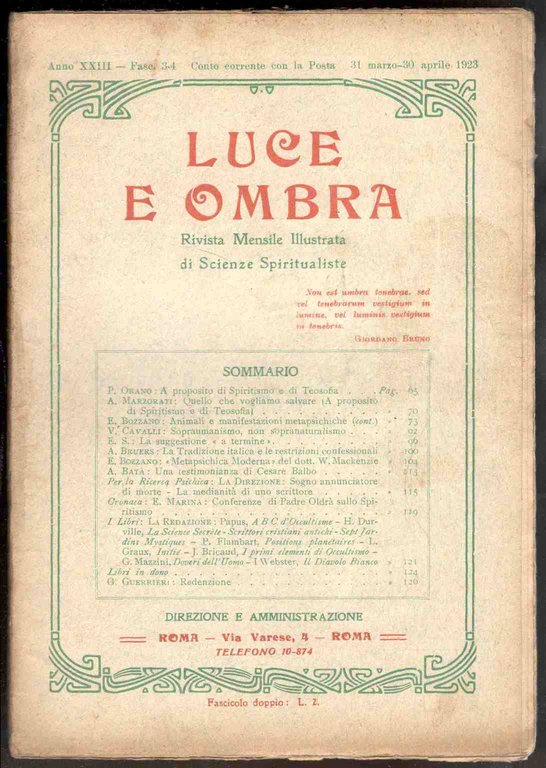 Anno XXIII — Fasc. 3-4 Conto corrente con la Posta 31 marzo-30 aprile 1923
LUCE
E OMBRA
Rivista Mensile Illustrata
di Scienze Spiritualiste
Non est umbra tenebrae, sed
vel tenebrarum vestigium in
lumine, vel luminis vestigium
in tenebris.
GIORDANO BRUNO
SOMMARIO
P. ORANO: A proposito di Spiritismo e di Teosofia . . . . Pag. 65
A. MARZORATI: Quello che vogliamo salvare (A proposito
di Spiritismo e di Teosofia) . . . . . . . . . . . » 70
E. BOZZANO: Animali e manifestazioni metapsichiche (cont.) » 73
V. CAVALLI: Sopraumanismo, non sopranaturalismo . . . » 92
E. S.: La suggestione « a termine ». . . . . . . . . »
A. BRUERS: La Tradizione italica e le restrizioni confessionali » 100
E. BOZZANO: «Metapsichica Moderna» del dott. W. Mackenzie » 104
A. BATÀ: Una testimonianza di Cesare Balbo . . . . . » 113
Per la Ricerca Psichica: LA DIREZIONE: Sogno annunciatore
di morte - La medianità di uno scrittore . . . . » 115
Cronaca: E. MARINA: Conferenze di Padre Oldrà sullo Spi-
ritismo . . . . . . . . . . . . . . . » 119
I Libri: LA REDAZIONE: Papus, A B C d'Occultisme - H. Dur-
ville, La Science Secrète - Scrittori cristiani antichi - Sept Jar-
dins Mystiques - P. Flambart, Positions planétaires - L.
Graux, Initié - J. Bricaud, I primi elementi di Occultismo -
G. Mazzini, Doveri dell'Uomo - I Webster, Il Diavolo Bianco » 121
Libri in dono . . . . . . . . . . . . . . » 124
G. GUERRIERI: Redenzione . . . . . . . . . . » 120
DIREZIONE E AMMINISTRAZIONE
ROMA — Via Varese, 4 — ROMA
TELEFONO 10-874
Fascicolo doppio: L. 2.